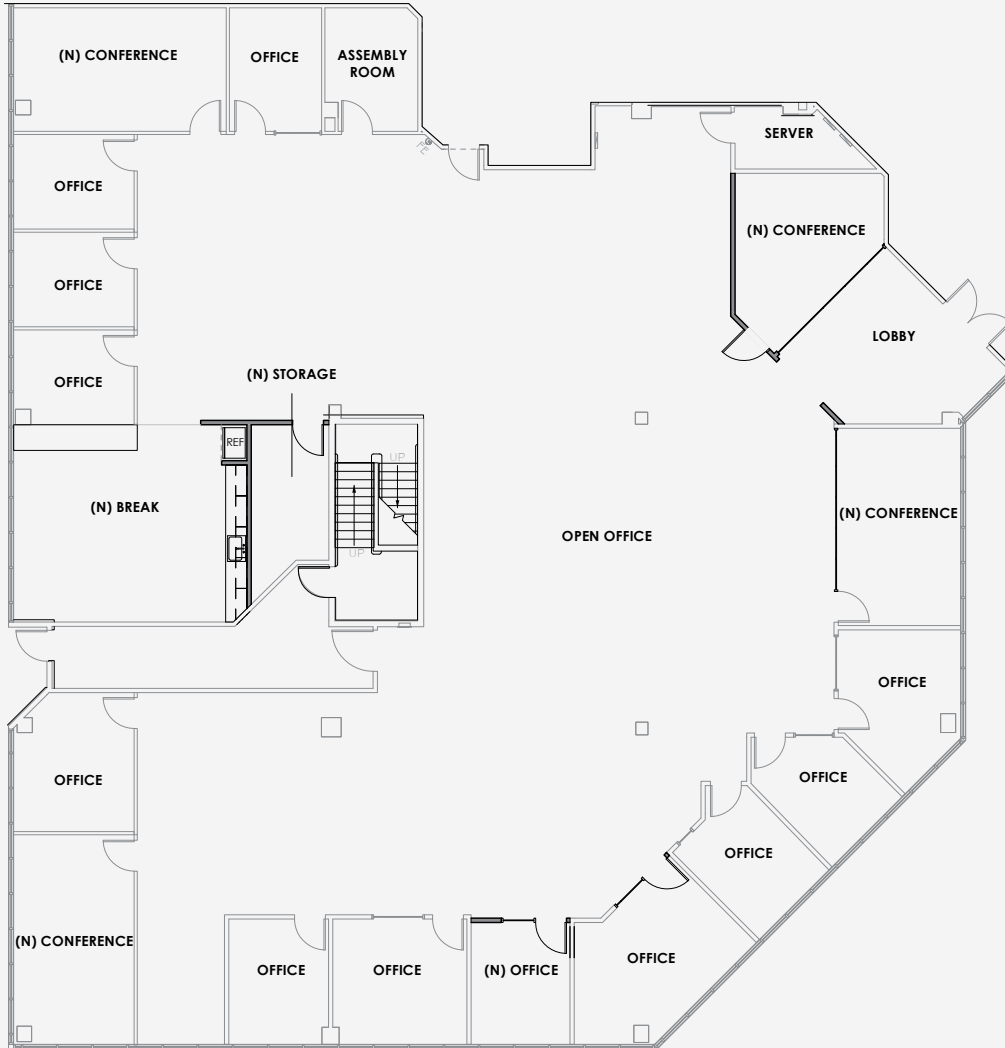 (N) CONFERENCE
OFFICE
ASSEMBLY
ROOM
SERVER
FE
OFFICE
(N) CONFERENCE
OFFICE
LOBBY
(N) STORAGE
OFFICE
REF
UP
(N) BREAK
(N) CONFERENCE
OPEN OFFICE
UP
OFFICE
OFFICE
OFFICE
OFFICE
(N) CONFERENCE
OFFICE
OFFICE
OFFICE
(N) OFFICE